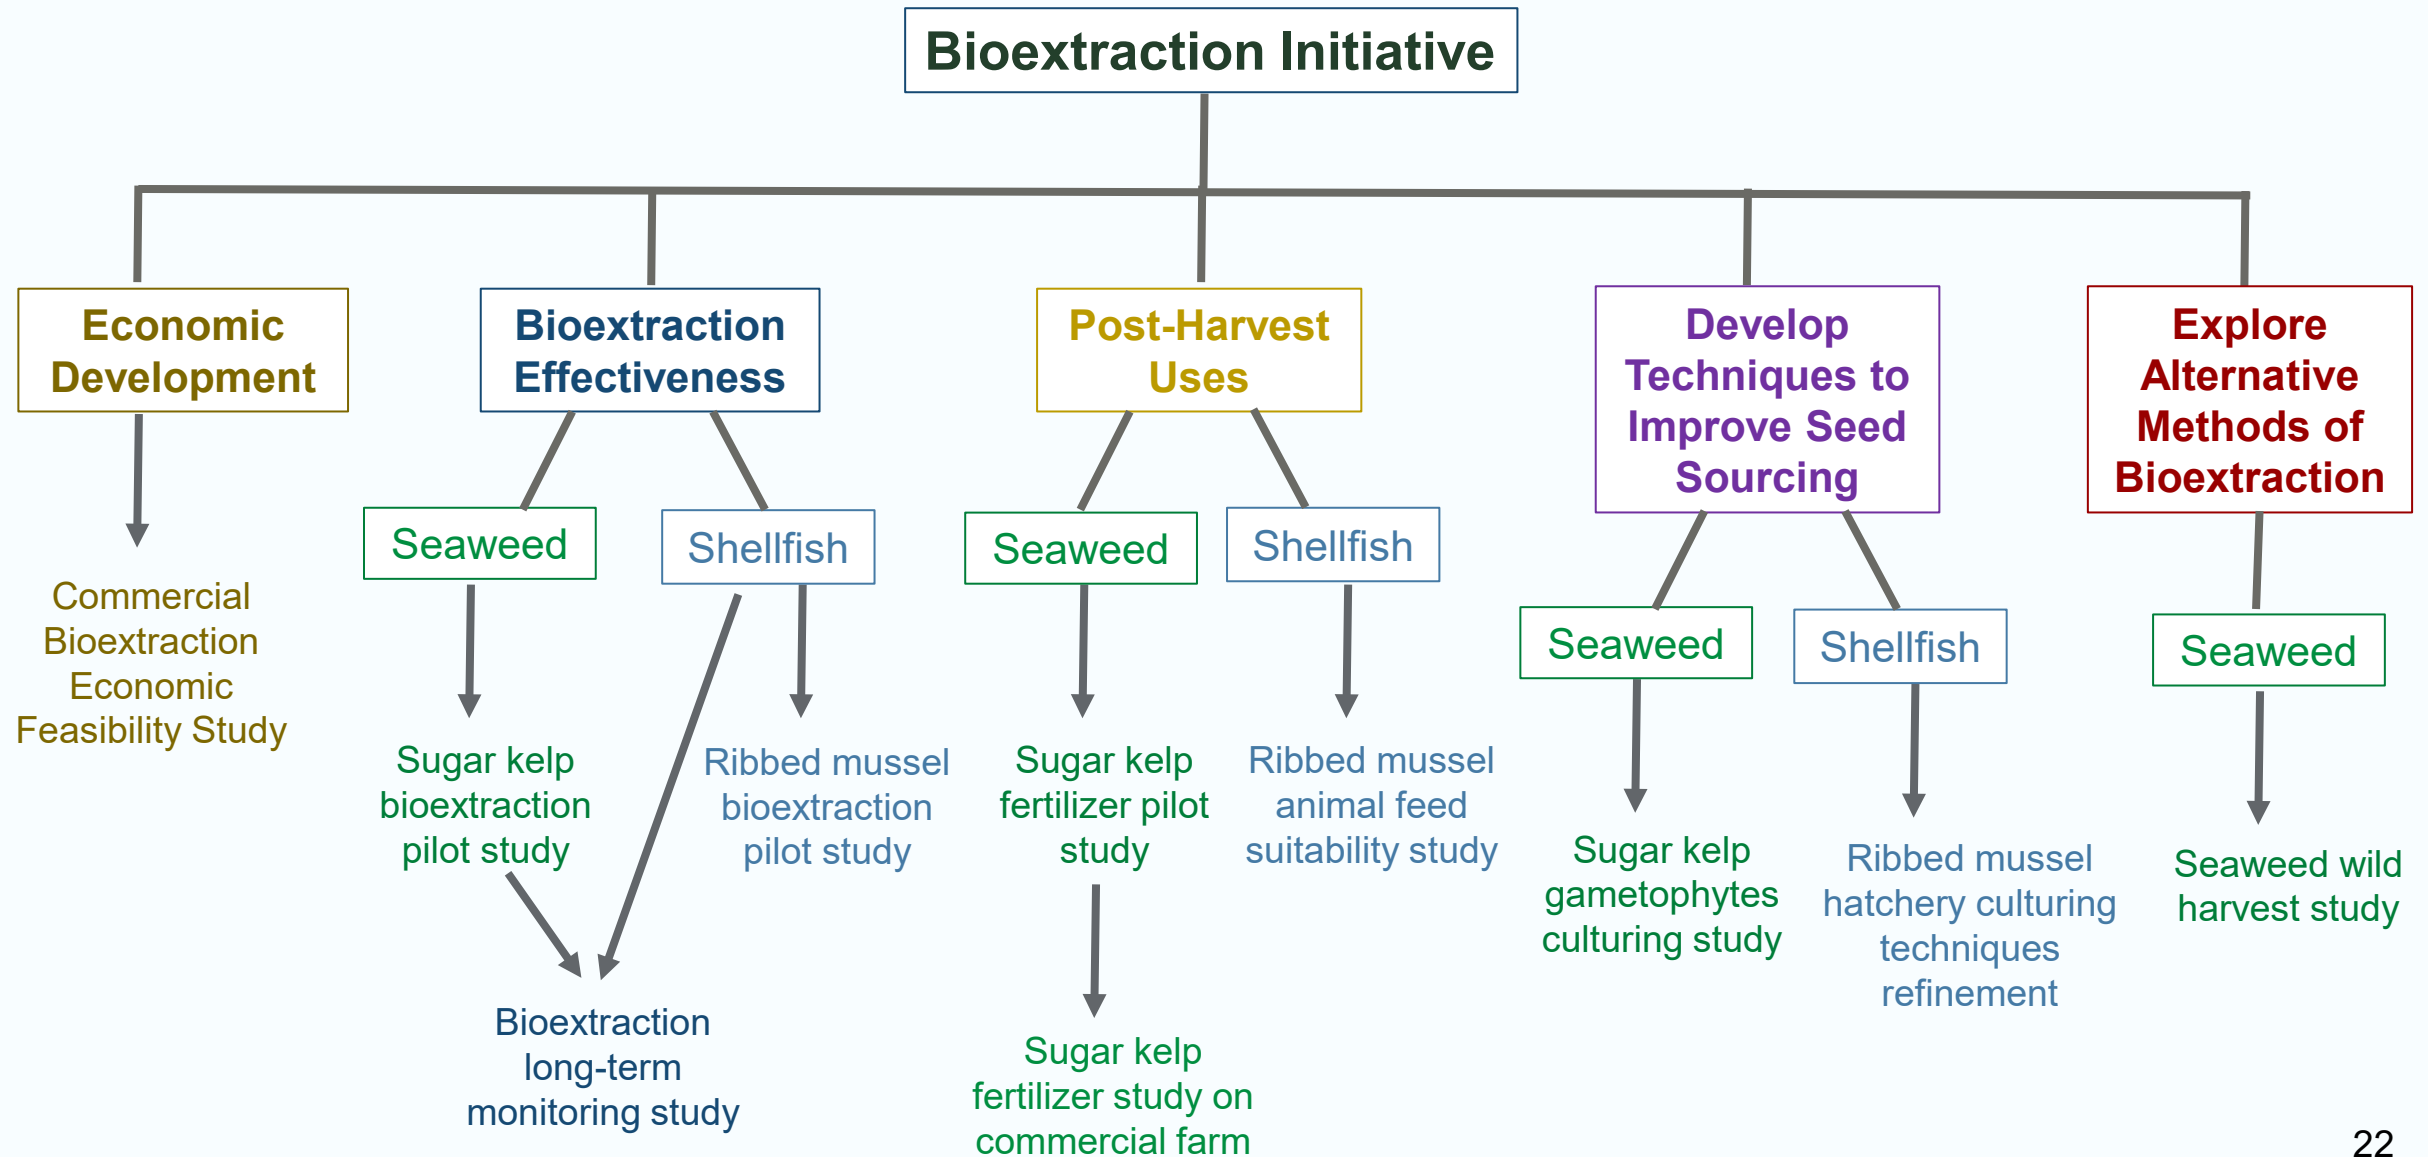 Bioextraction Initiative
Economic
Development
Bioextraction
Effectiveness
Post-Harvest
Uses
Develop
Techniques to
Improve Seed
Sourcing
Explore
Alternative
Methods of
Bioextraction
Commercial
Bioextraction
Economic
Feasibility Study
Seaweed
Shellfish
Sugar kelp
bioextraction
pilot study
Ribbed mussel
bioextraction
pilot study
Bioextraction
long-term
monitoring study
Seaweed
Shellfish
Sugar kelp
fertilizer pilot
study
Ribbed mussel
animal feed
suitability study
Sugar kelp
fertilizer study on
commercial farm
Seaweed
Shellfish
Sugar kelp
gametophytes
culturing study
Ribbed mussel
hatchery culturing
techniques
refinement
Seaweed
Seaweed wild
harvest study
22